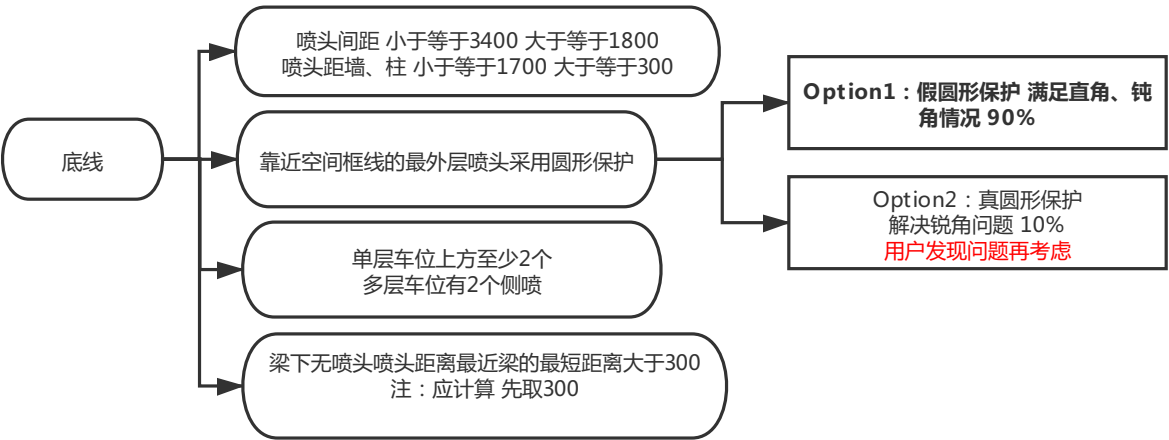 底线
喷头间距 小于等于3400 大于等于1800
喷头距墙、柱 小于等于1700 大于等于300
靠近空间框线的最外层喷头采用圆形保护
Option1：假圆形保护 满足直角、钝
角情况 90%
Option2：真圆形保护
解决锐角问题 10%
用户发现问题再考虑
单层车位上方至少2个
多层车位有2个侧喷
梁下无喷头喷头距离最近梁的最短距离大于300
注：应计算 先取300